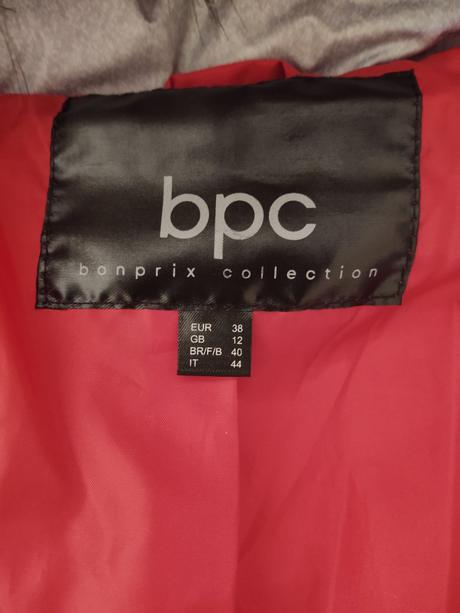 bpc
bonprix collection
EUR 38
GB 12
BR/F/B 40
IT 44